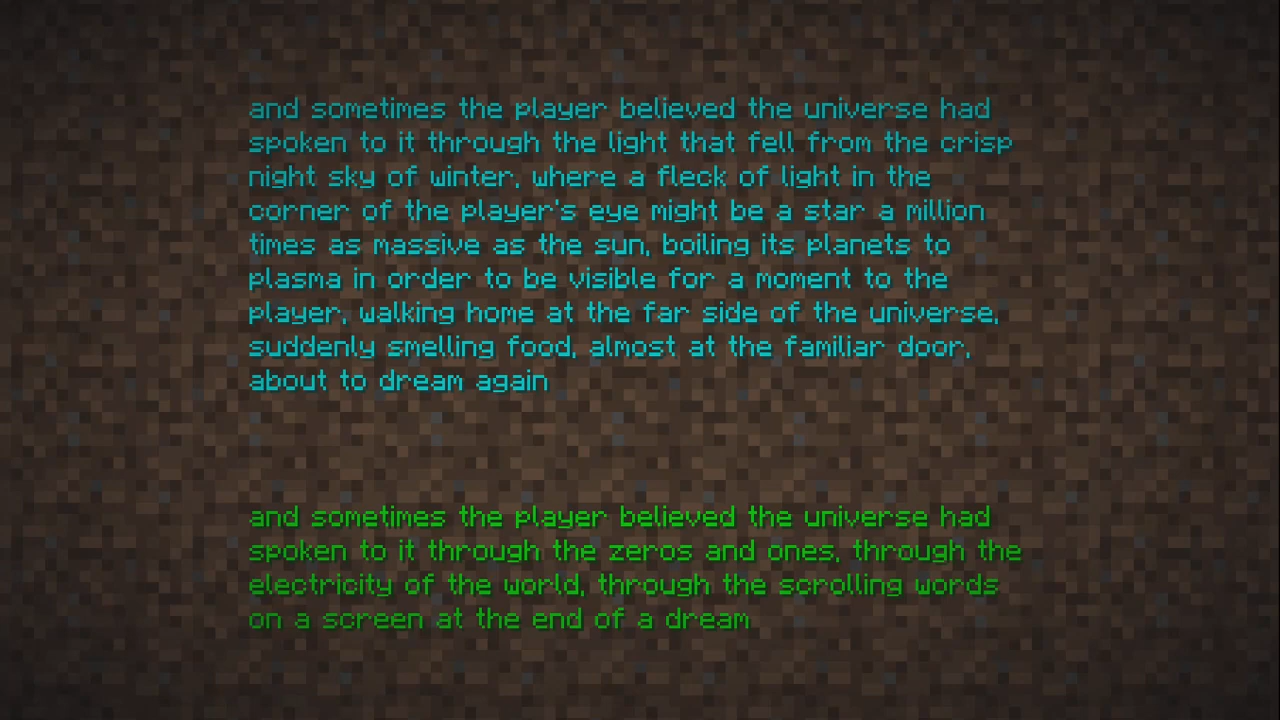 and sometimes the player believed the universe had
spoken to it through the light that fell from the crisp
night sky of winter, where a fleck of light in the
corner of the player's eye might be a star a million
times as massive as the sun, boiling its planets to
plasma in order to be visible for a moment to the
player, walking home at the far side of the universe,
suddenly smelling food, almost at the familiar door,
about to dream again
and sometimes the player believed the universe had
spoken to it through the zeros and ones, through the
electricity of the world, through the scrolling words
on a screen at the end of a dream